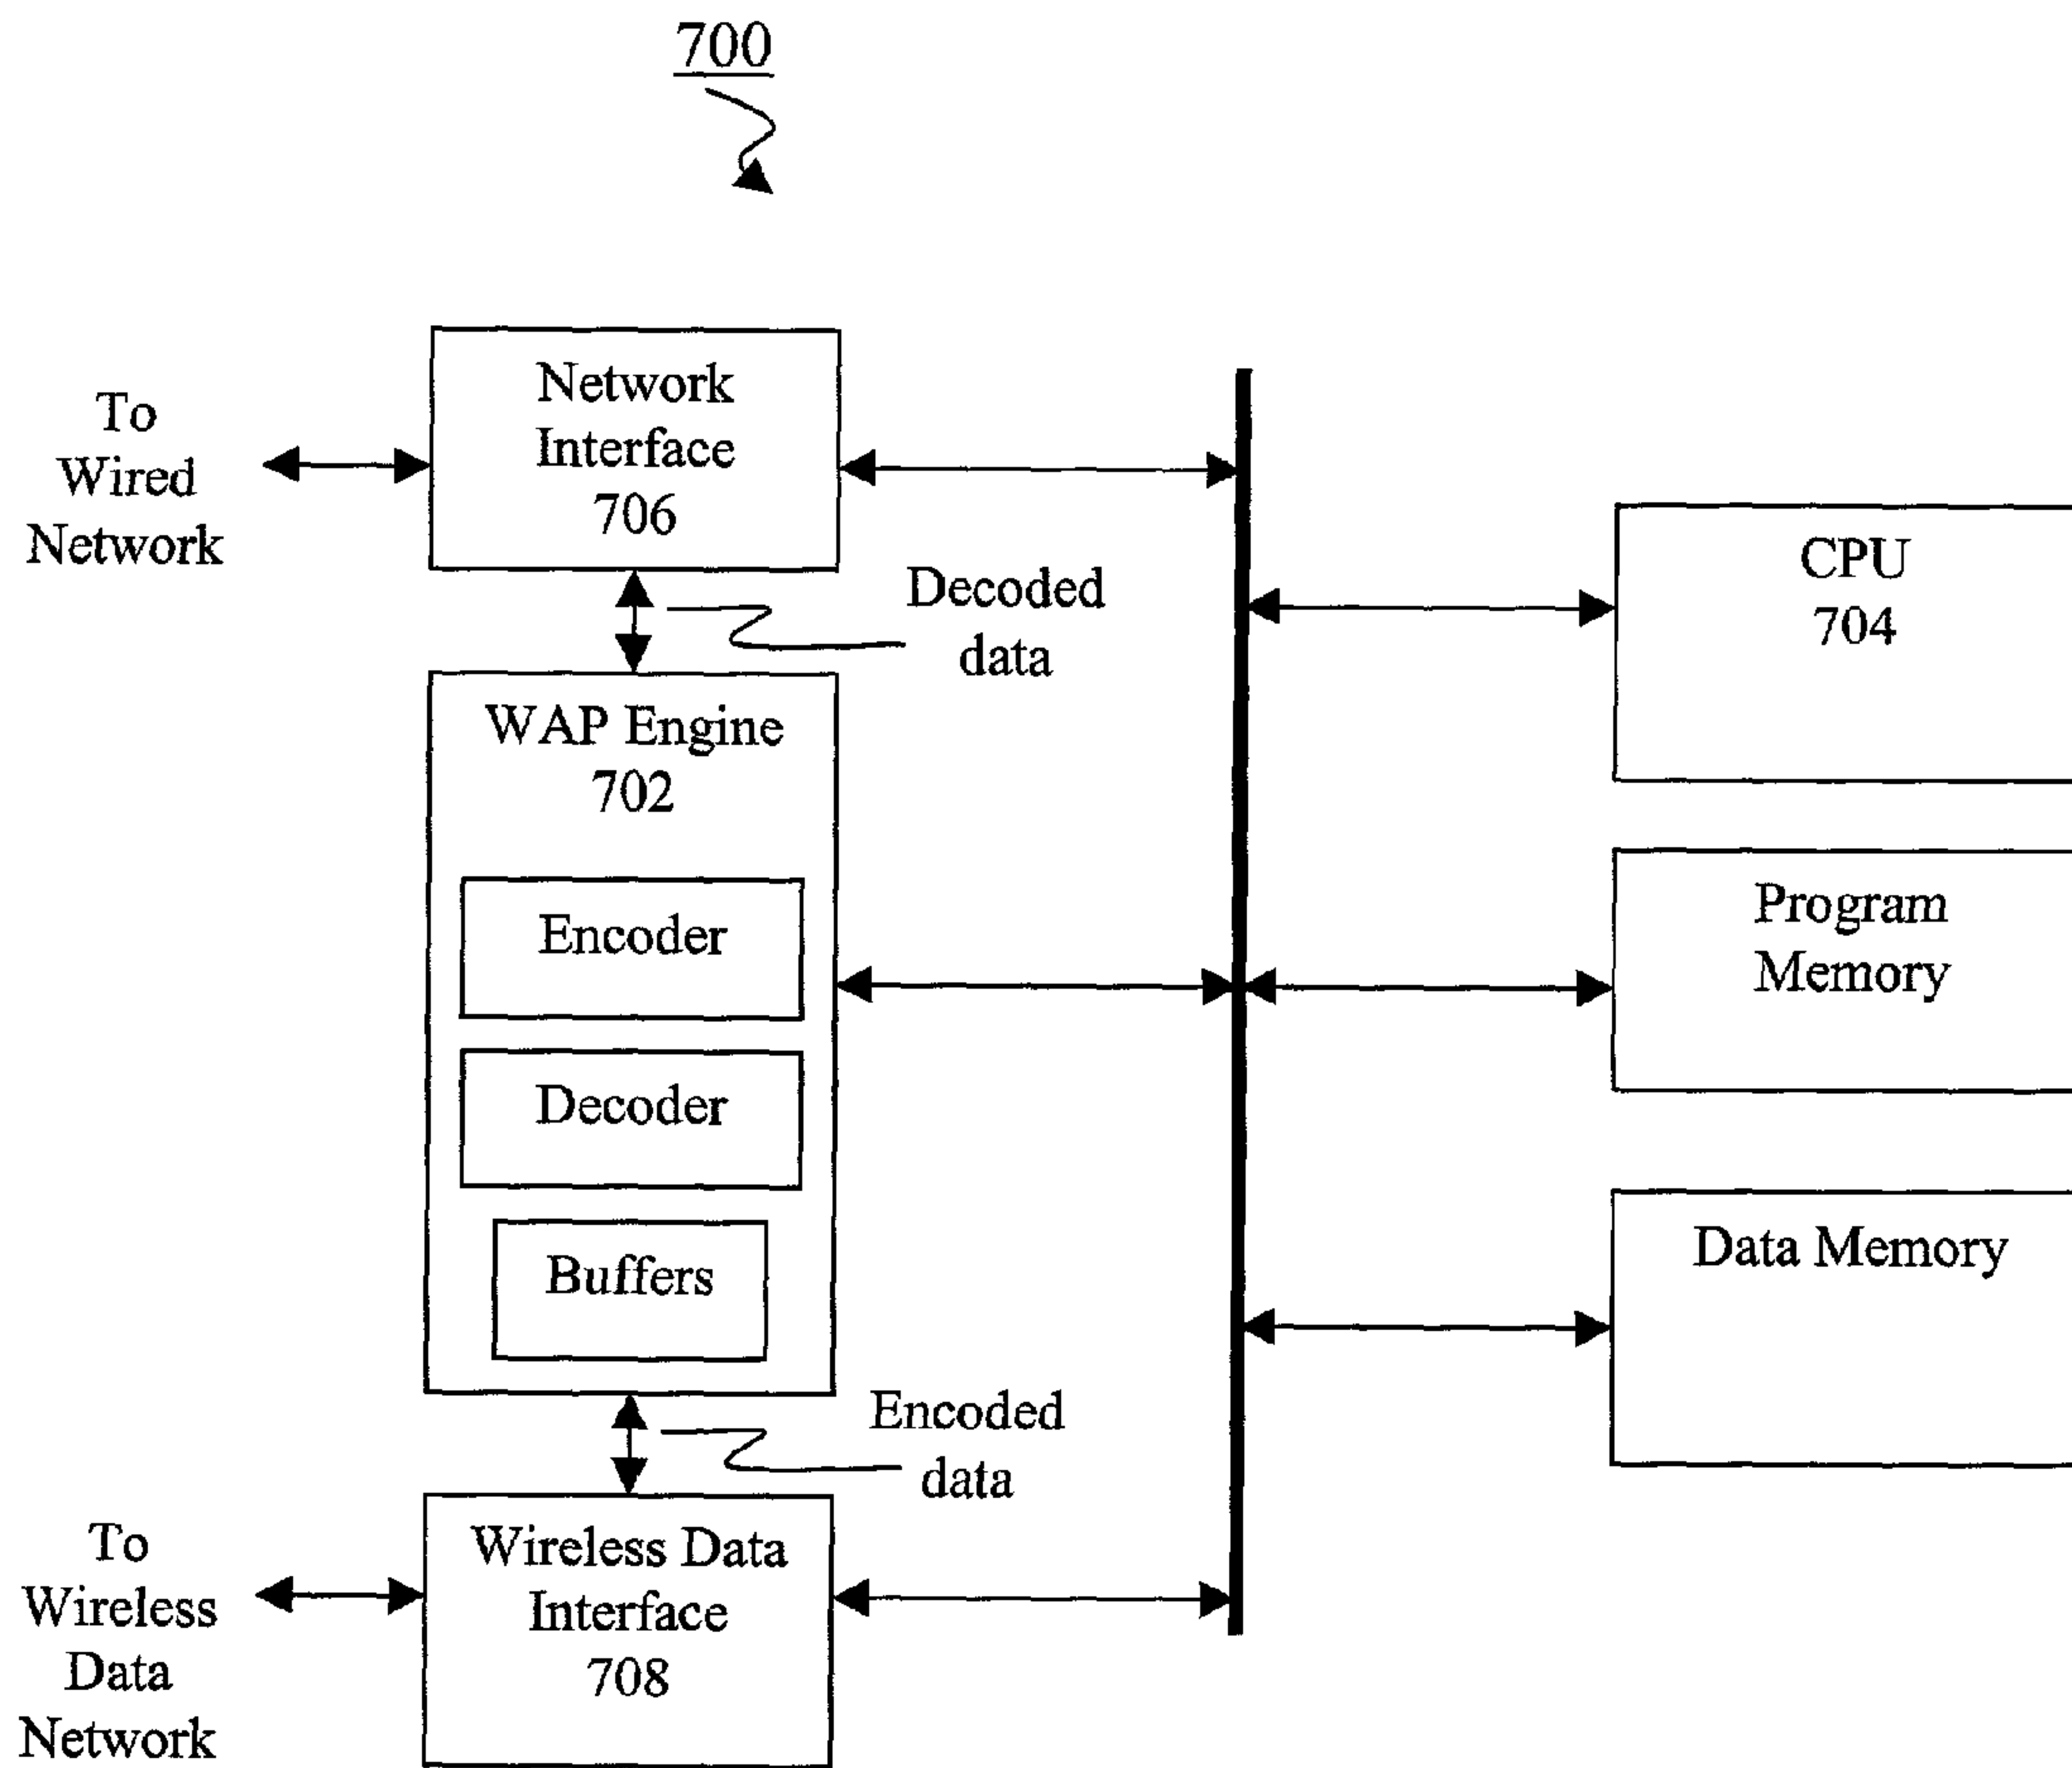 700
To
Wired
Network
Network
Interface
706
Decoded
data
CPU
704
WAP Engine
702
Encoder
Decoder
Buffers
Program
Memory
Data Memory
Encoded
data
To
Wireless
Data
Network
Wireless Data
Interface
708